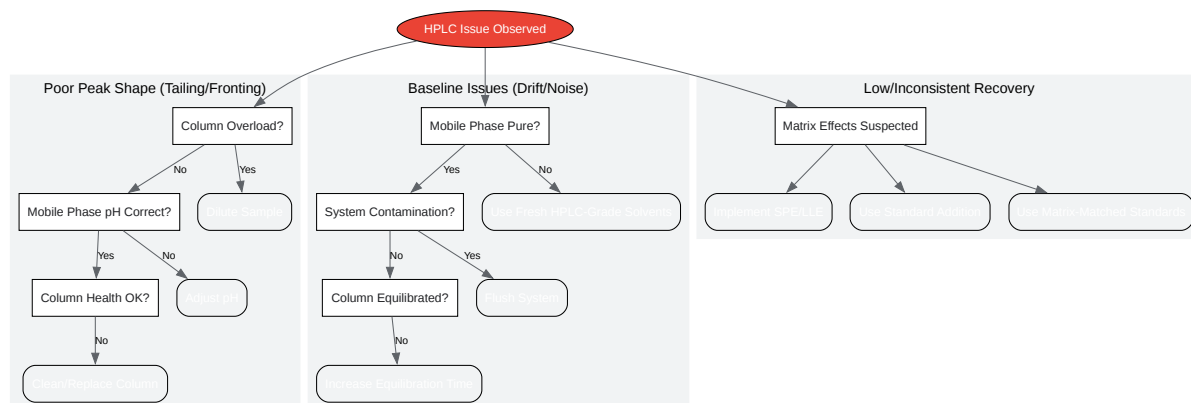 HPLC Issue Observed
Poor Peak Shape (Tailing/Fronting)
Baseline Issues (Drift/Noise)
Low/Inconsistent Recovery
Column Overload?
Mobile Phase Pure?
Matrix Effects Suspected
No
Yes
Yes
No
Mobile Phase pH Correct?
Dilute Sample
System Contamination?
Use Fresh HPLC-Grade Solvents
Implement SPE/LLE
Use Standard Addition
Use Matrix-Matched Standards
Yes
No
No
Yes
Column Health OK?
Adjust pH
Column Equilibrated?
Flush System
No
No
Clean/Replace Column
Increase Equilibration Time